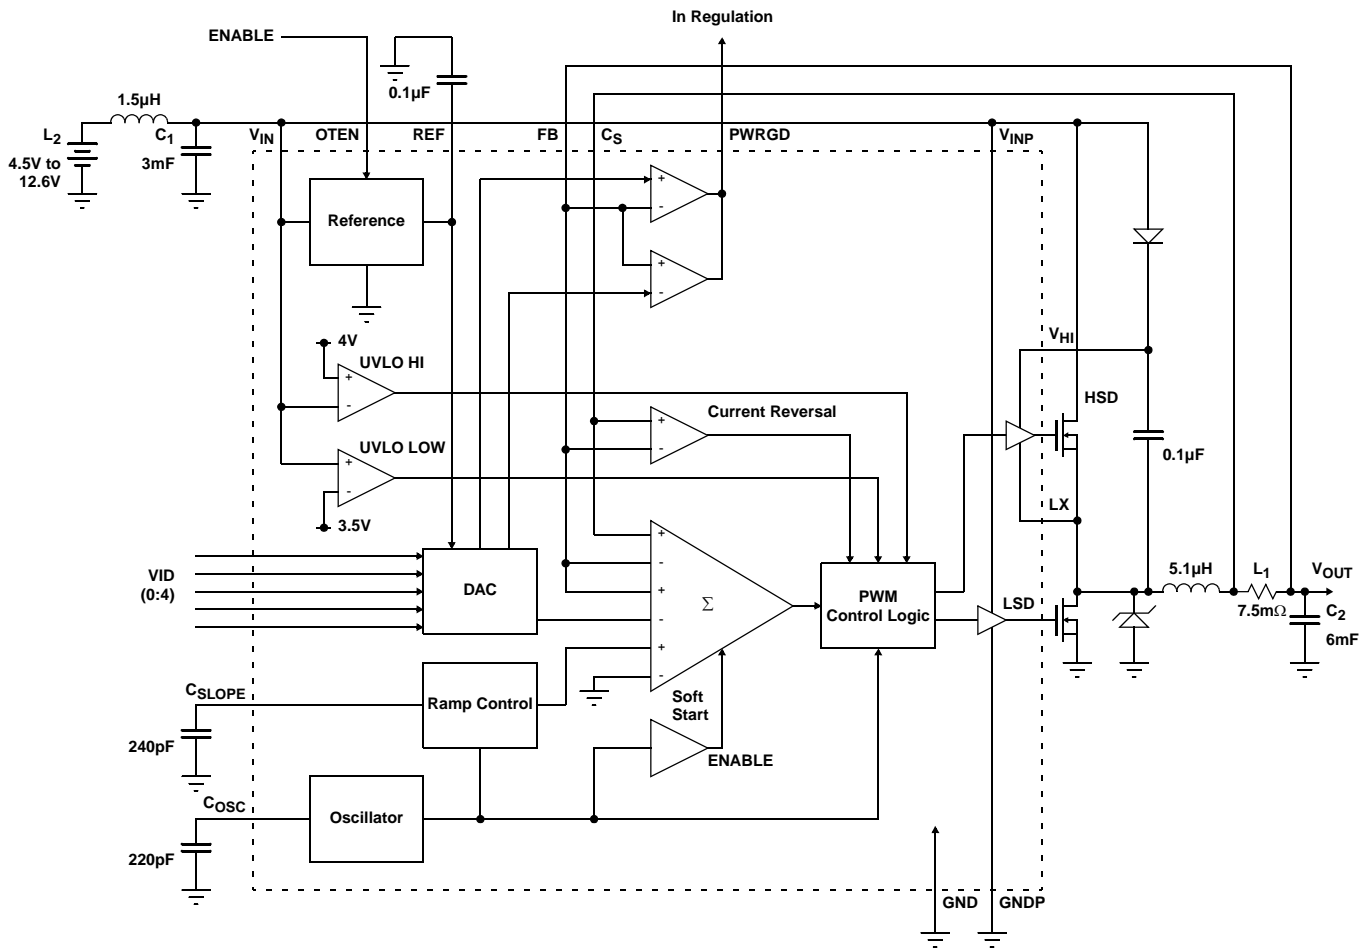 In Regulation
ENABLE
0.1µF
1.5µH
L2
C1
VIN
OTEN
REF
FB
CS
PWRGD
VINP
4.5V to
12.6V
3mF
+
-
Reference
+
-
4V
UVLO HI
+
-
VHI
HSD
Current Reversal
+
-
UVLO LOW
+
-
0.1µF
3.5V
LX
+
-
+
-
+
-
Σ
VID
(0:4)
DAC
PWM
Control Logic
LSD
5.1µH
L1
VOUT
7.5mΩ
C2
6mF
CSLOPE
Ramp Control
Soft
Start
240pF
ENABLE
COSC
Oscillator
220pF
GND
GNDP